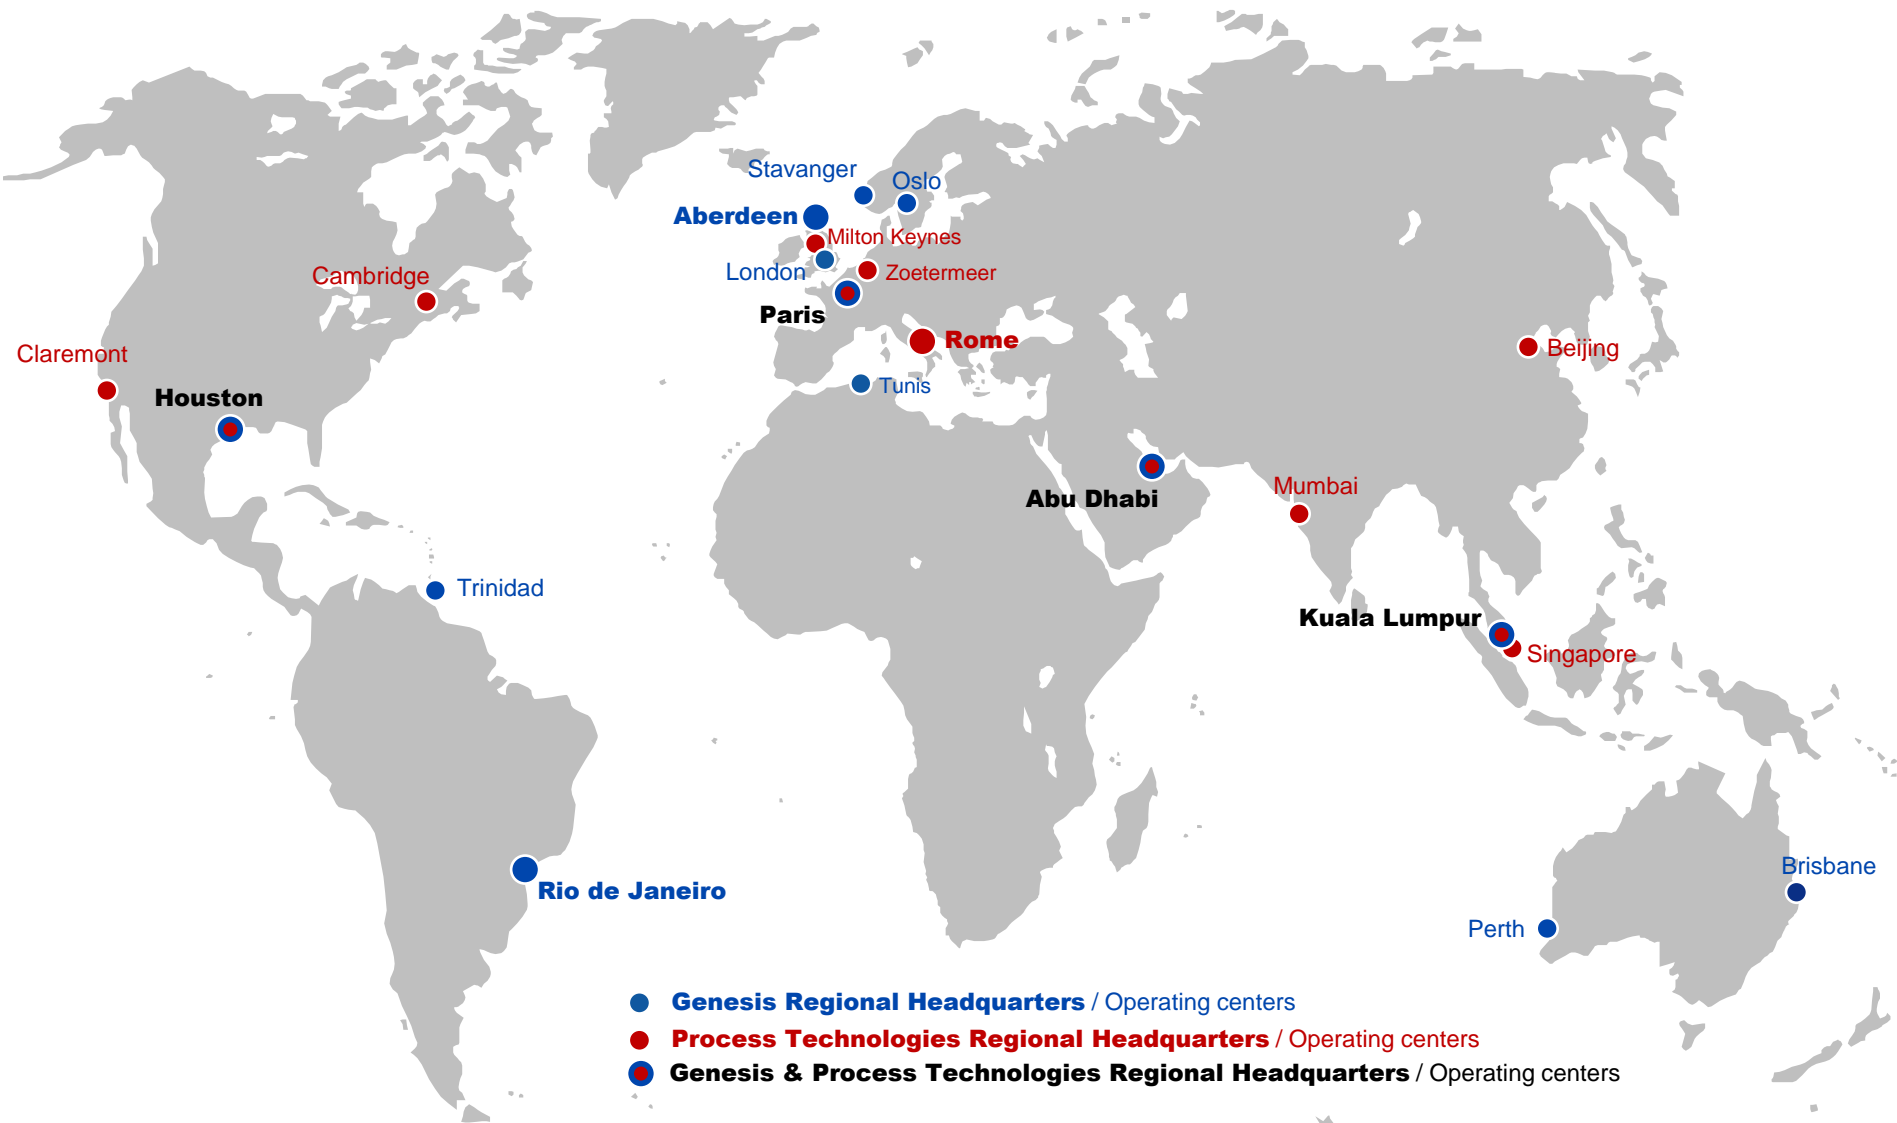 Stavanger
Oslo
Aberdeen
Milton Keynes
London
Zoetermeer
Cambridge
Paris
Rome
Claremont
Beijing
Houston
Tunis
Mumbai
Abu Dhabi
Trinidad
Kuala Lumpur
Singapore
Brisbane
Rio de Janeiro
Perth
Genesis Regional Headquarters / Operating centers
Process Technologies Regional Headquarters / Operating centers
Genesis & Process Technologies Regional Headquarters / Operating centers